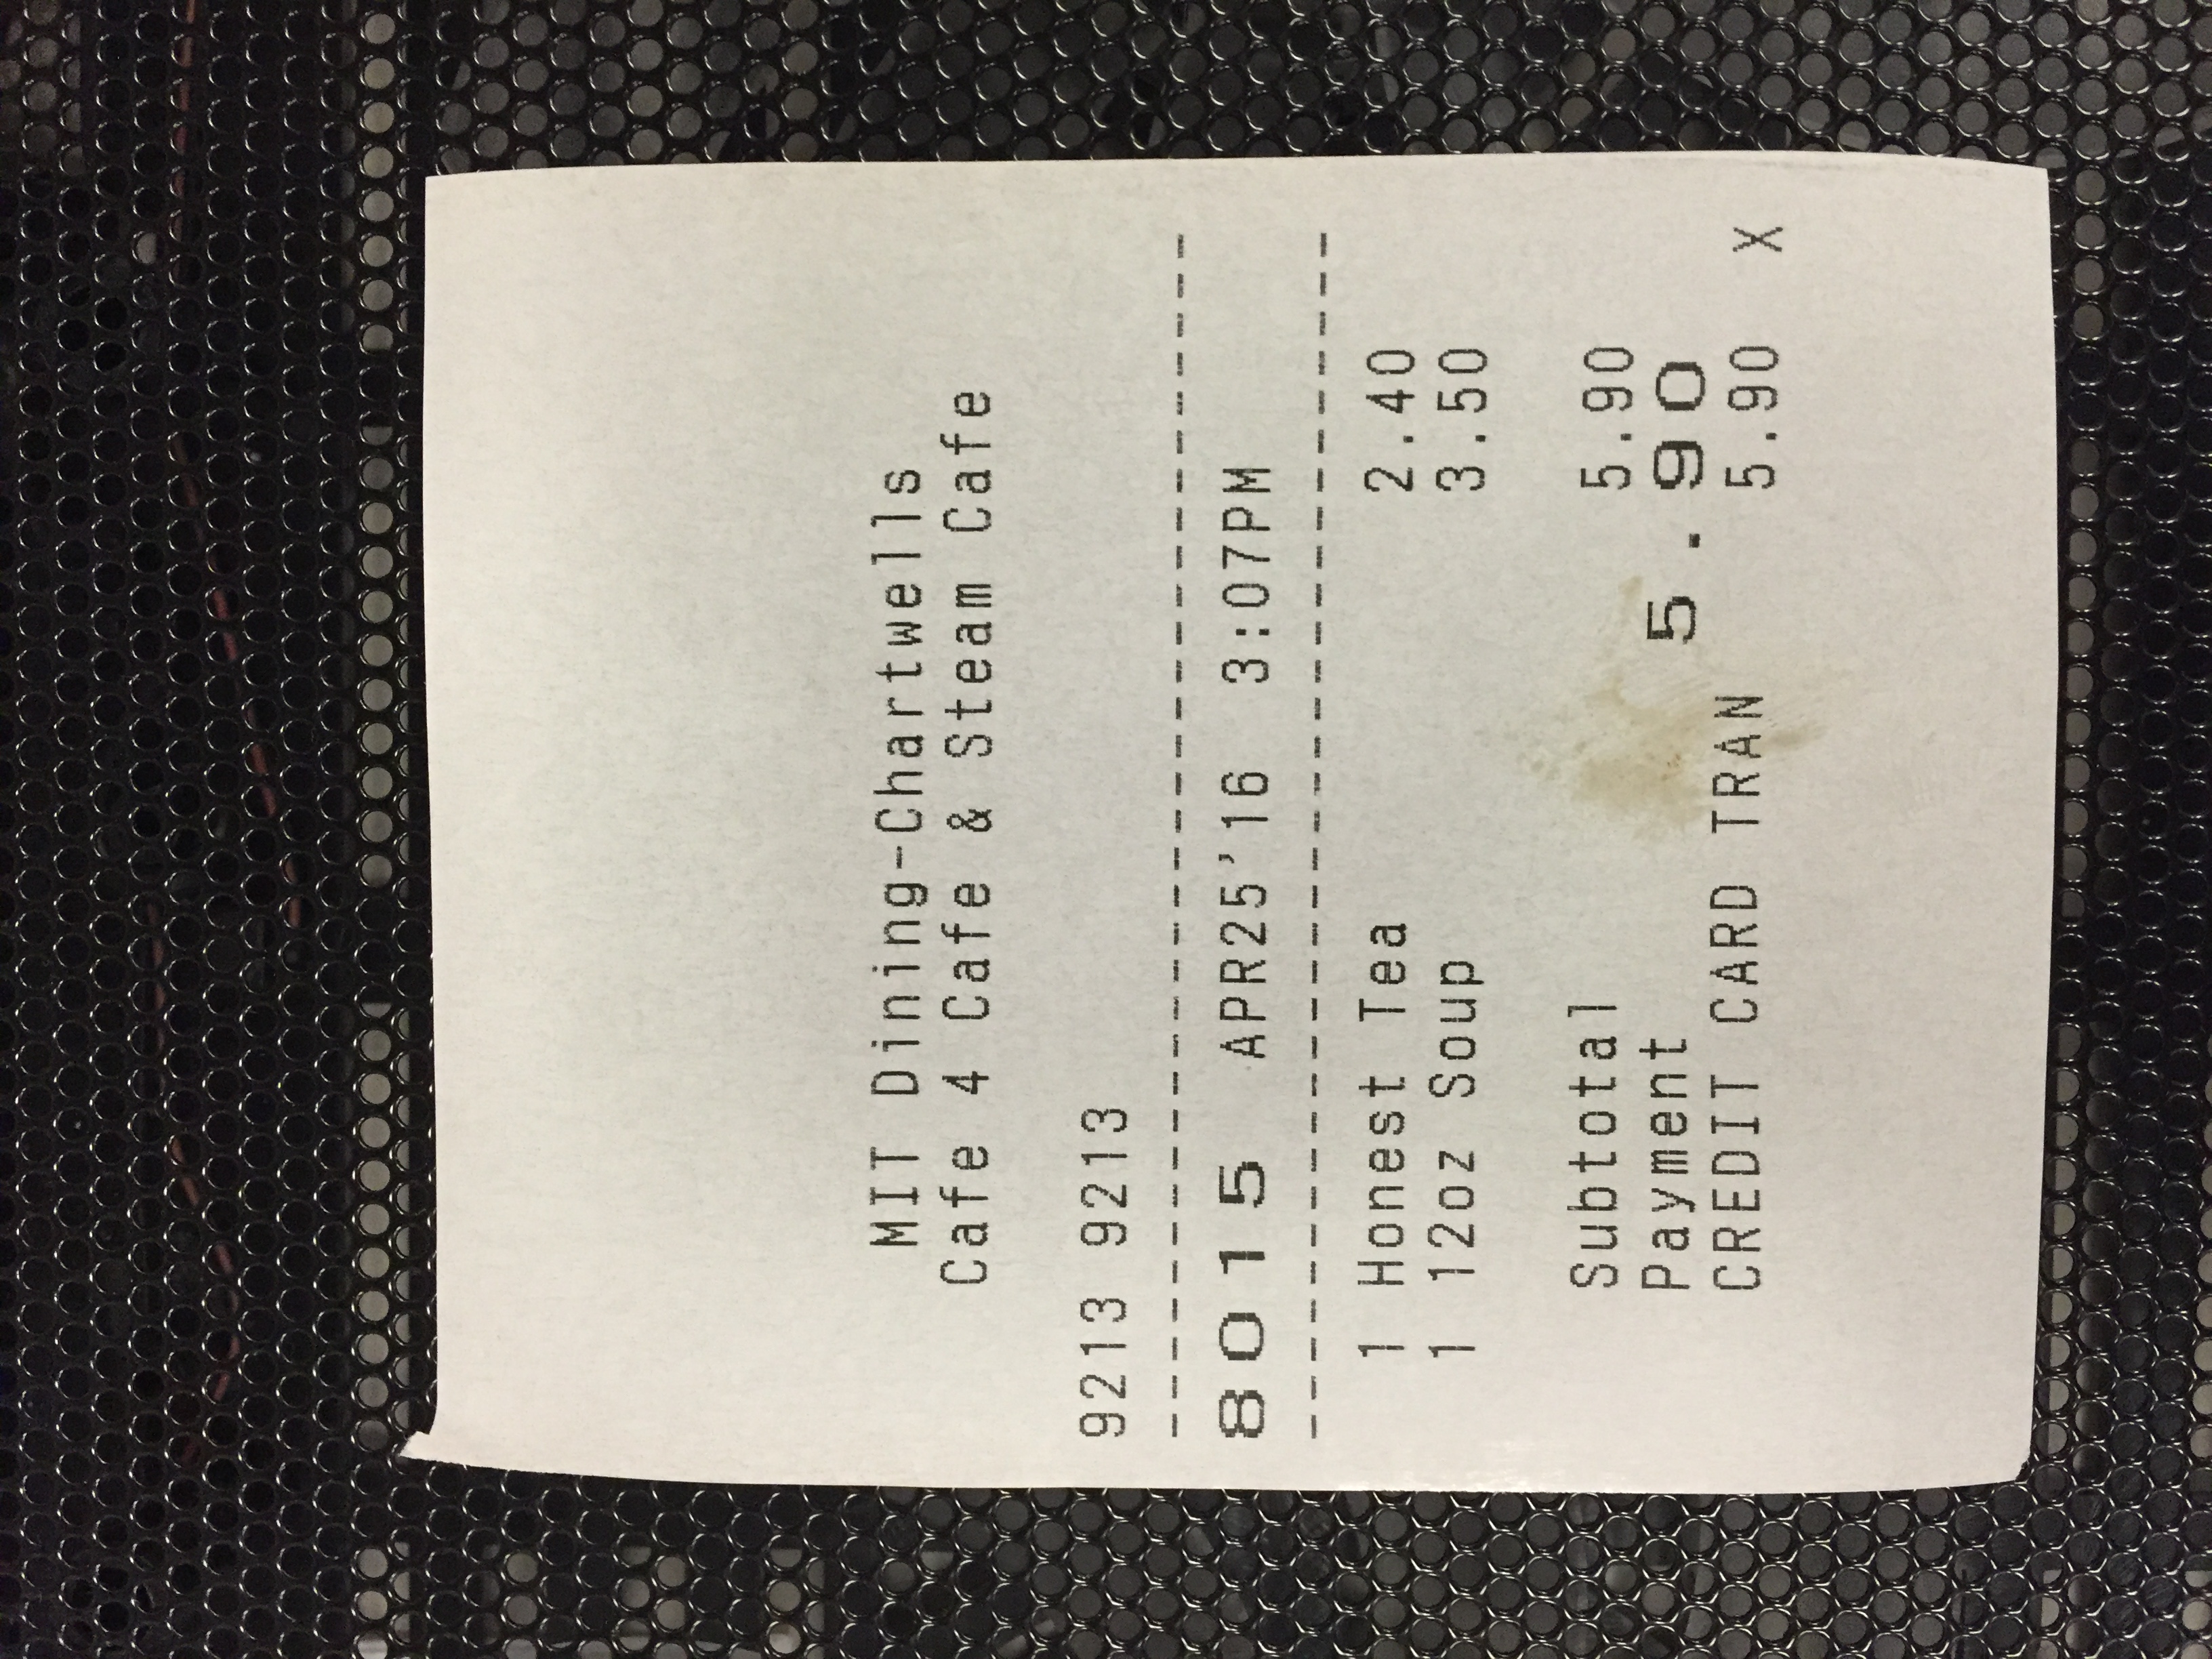 MIT Dining-Chartwells
Cafe 4 Cafe & Steam Cafe
9213 9213
--------------------------------
8015 APR25'16 3:07PM
--------------------------------
1 Honest Tea 2.40
1 12oz Soup 3.50
Subtotal 5.90
Payment 5.90
CREDIT CARD TRAN 5.90 X